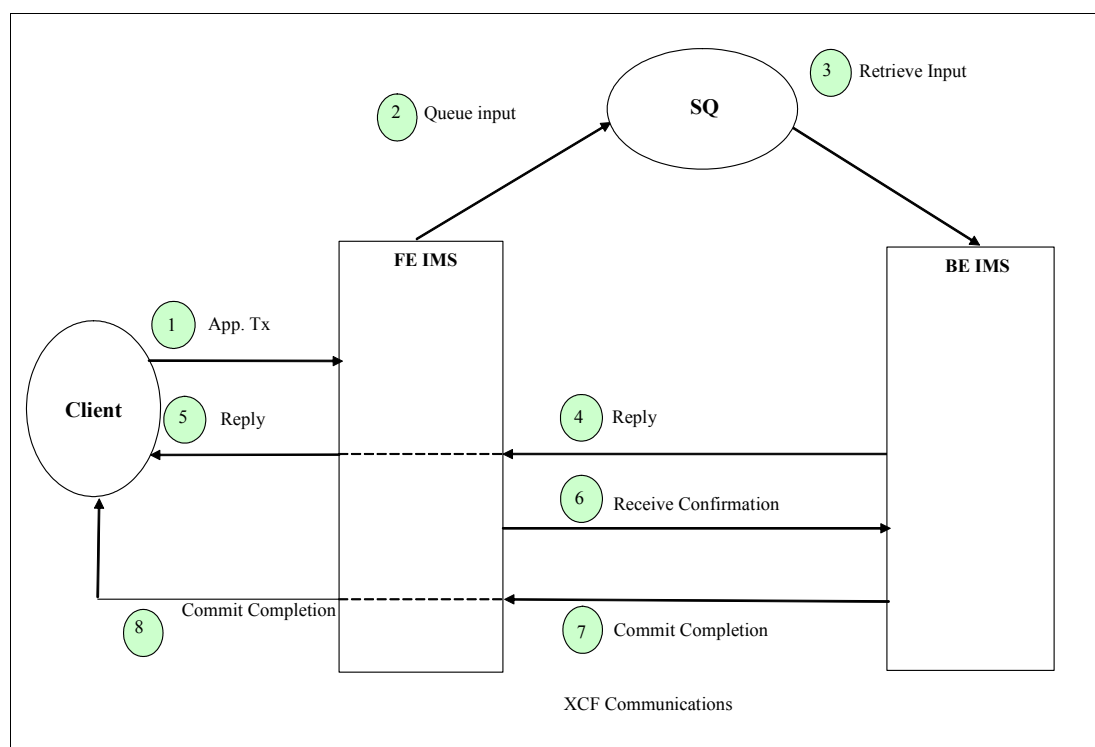 3 Retrieve Input
SQ
2 Queue input
FE IMS
BE IMS
1 App. Tx
Client
5 Reply
4 Reply
6 Receive Confirmation
Commit Completion
8
7 Commit Completion
XCF Communications